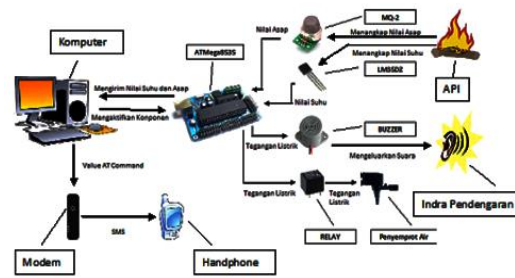 Komputer
ATMega8535
MQ-2
Nilai Asap
Menangkap Nilai Asap
Menangkap Nilai Suhu
LM35DZ
API
Mengirim Nilai Suhu dan Asap
Mengaktifkan Konponen
Nilai Suhu
Tegangan Listrik
BUZZER
Mengeluarkan Suara
Indra Pendengaran
Tegangan Listrik
Tegangan
Listrik
RELAY
Penyemprot Air
Value AT Command
Modem
SMS
Handphone